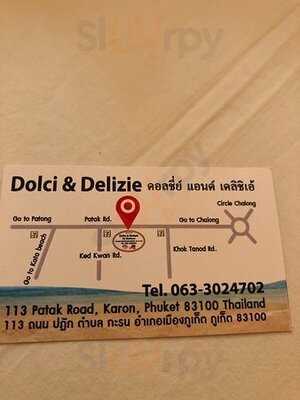 Sluurpy
Dolci & Delizie ดอลชี่ย์ แอนด์ เดลิซิเอ้
Circle Chalong
Go to Patong
Patak Rd.
Go to Chalong
Go to Kata beach
Ked Kwan Rd.
Khok Tanod Rd.
Tel. 063-3024702
113 Patak Road, Karon, Phuket 83100 Thailand
113 ถนน ปฏัก ตำบล กะรน อำเภอเมืองภูเก็ต ภูเก็ต 83100